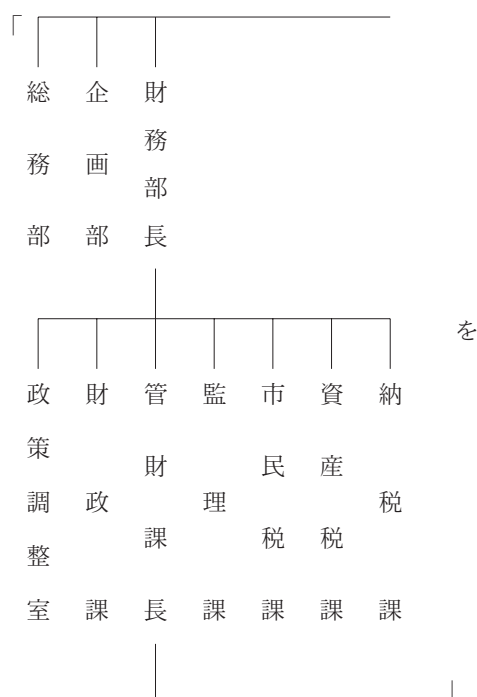 「
総務部
企画部
財務部長
政策調整室
財政課
管財課長
監理課
市民税課
資産税課
納税課
を